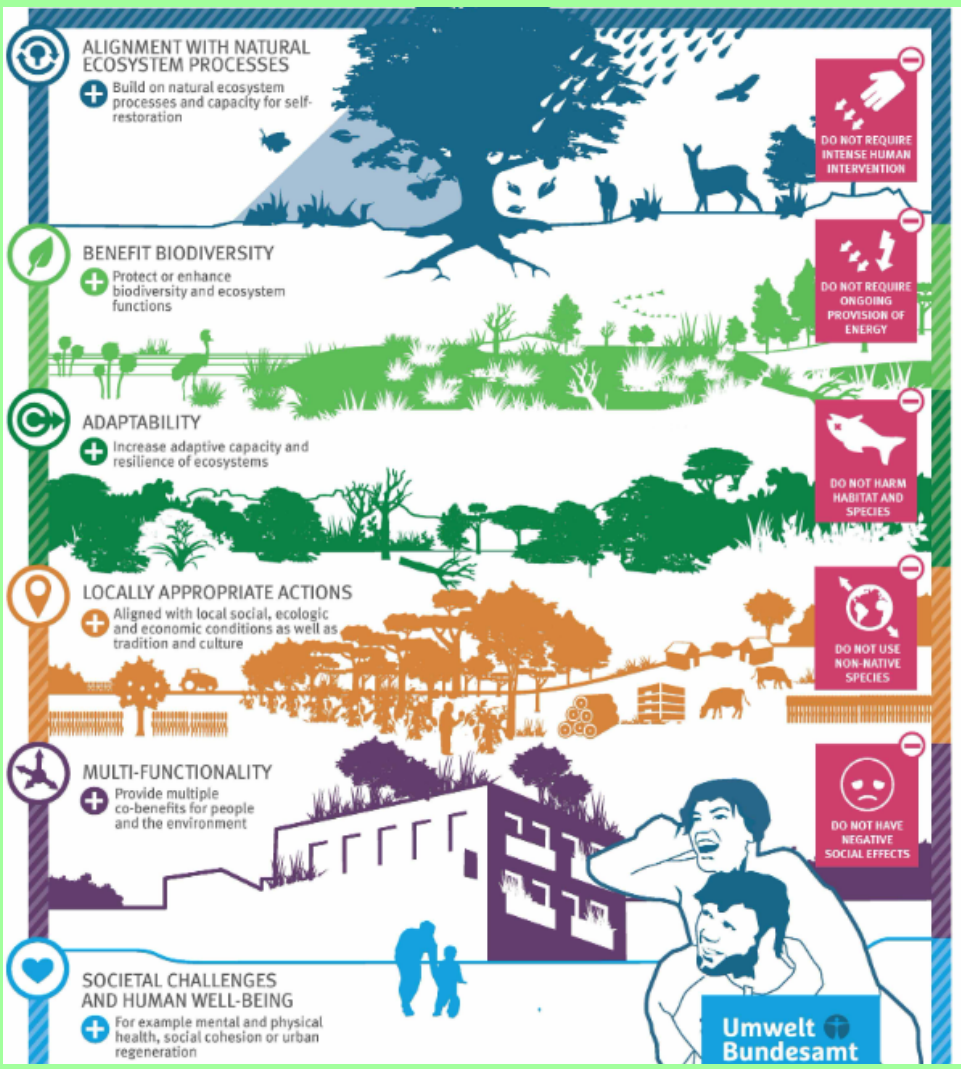 ALIGNMENT WITH NATURAL
ECOSYSTEM PROCESSES
Build on natural ecosystem
processes and capacity for self-
restoration
DO NOT REQUIRE
INTENSE HUMAN
INTERVENTION
BENEFIT BIODIVERSITY
Protect or enhance
biodiversity and ecosystem
functions
DO NOT REQUIRE
ONGOING
PROVISION OF
ENERGY
ADAPTABILITY
Increase adaptive capacity and
resilience of ecosystems
DO NOT HARM
HABITAT AND
SPECIES
LOCALLY APPROPRIATE ACTIONS
Aligned with local social, ecologic
and economic conditions as well as
tradition and culture
DO NOT USE
NON-NATIVE
SPECIES
MULTI-FUNCTIONALITY
Provide multiple
co-benefits for people
and the environment
DO NOT HAVE
NEGATIVE
SOCIAL EFFECTS
SOCIETAL CHALLENGES
AND HUMAN WELL-BEING
For example mental and physical
health, social cohesion or urban
regeneration
Umwelt
Bundesamt